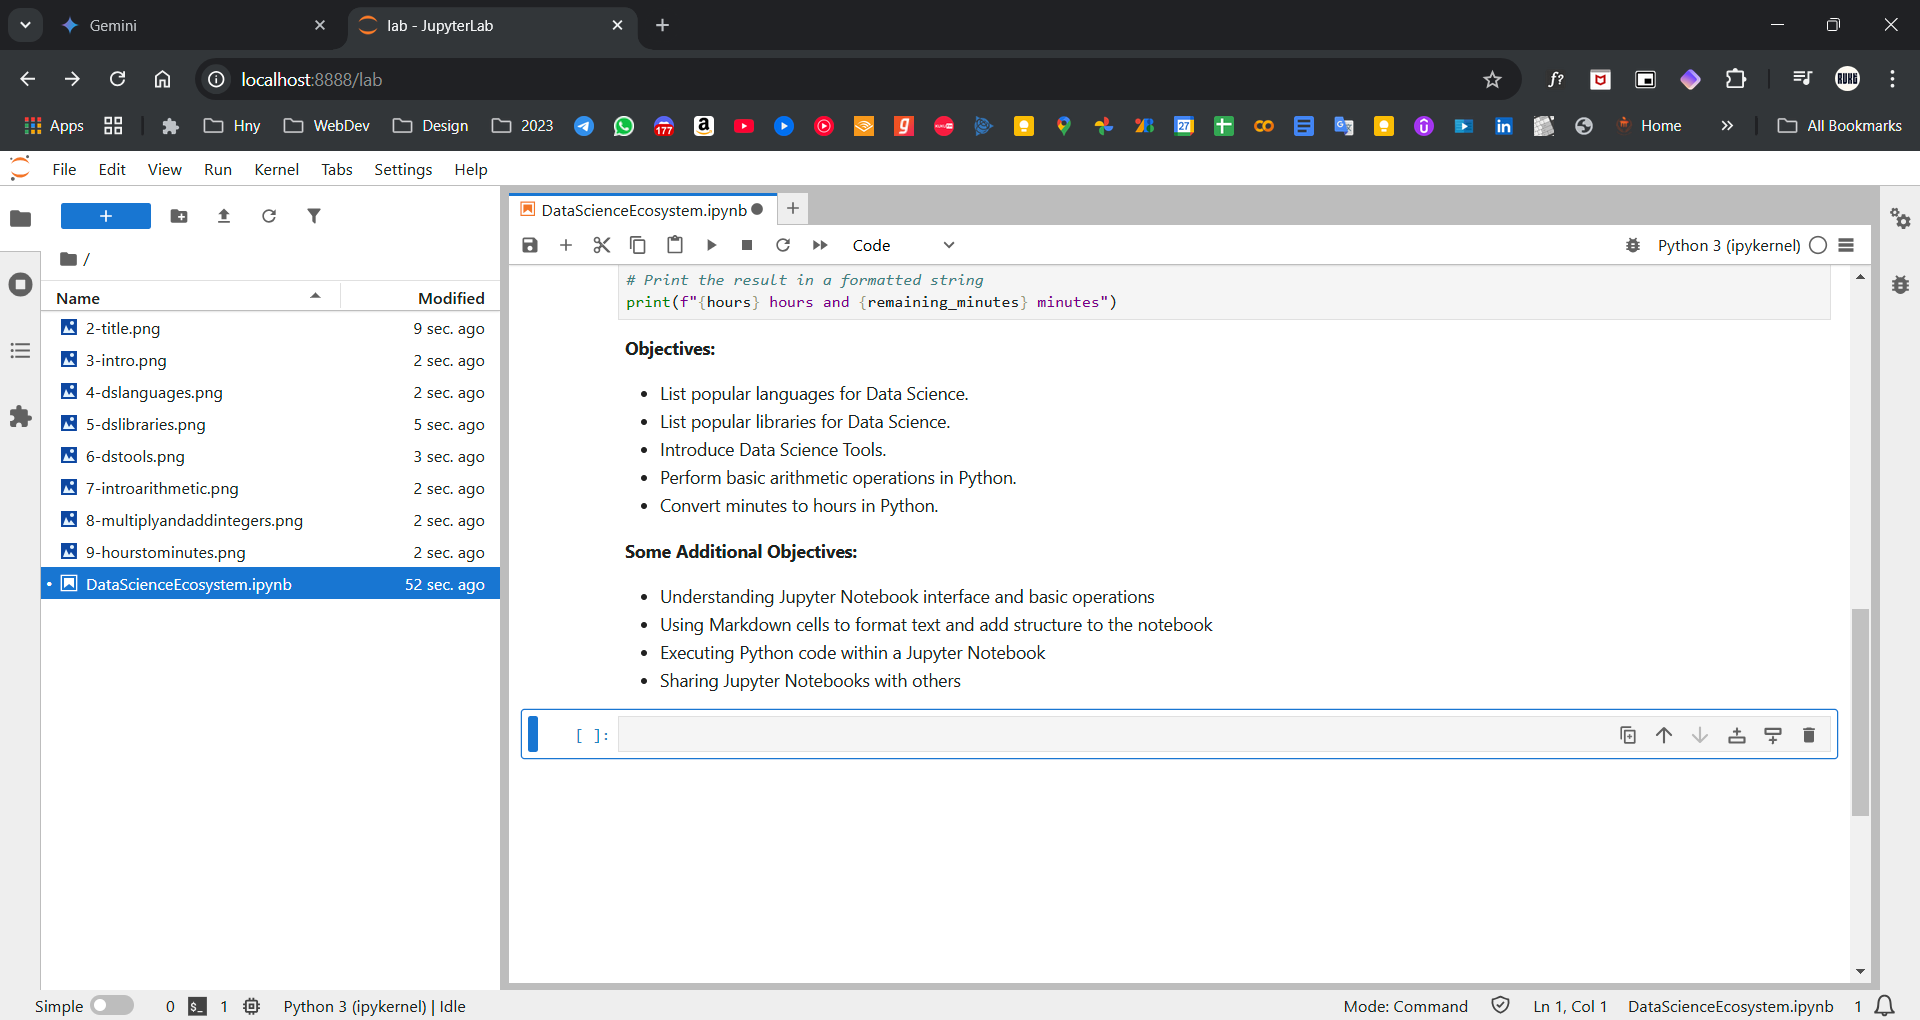 Gemini
lab - JupyterLab
localhost:8888/lab
f?
RUKE
Apps
Hny
WebDev
Design
2023
177
27
Home
All Bookmarks
File Edit View Run Kernel Tabs Settings Help
DataScienceEcosystem.ipynb
Code
Python 3 (ipykernel)
/
Name Modified
2-title.png 9 sec. ago
3-intro.png 2 sec. ago
4-dslanguages.png 2 sec. ago
5-dslibraries.png 5 sec. ago
6-dstools.png 3 sec. ago
7-introarithmetic.png 2 sec. ago
8-multiplyandaddintegers.png 2 sec. ago
9-hourstominutes.png 2 sec. ago
DataScienceEcosystem.ipynb 52 sec. ago
# Print the result in a formatted string
print(f"{hours} hours and {remaining_minutes} minutes")
Objectives:
• List popular languages for Data Science.
• List popular libraries for Data Science.
• Introduce Data Science Tools.
• Perform basic arithmetic operations in Python.
• Convert minutes to hours in Python.
Some Additional Objectives:
• Understanding Jupyter Notebook interface and basic operations
• Using Markdown cells to format text and add structure to the notebook
• Executing Python code within a Jupyter Notebook
• Sharing Jupyter Notebooks with others
[ ]:
Simple 0 $_ 1 Python 3 (ipykernel) | Idle
Mode: Command Ln 1, Col 1 DataScienceEcosystem.ipynb 1